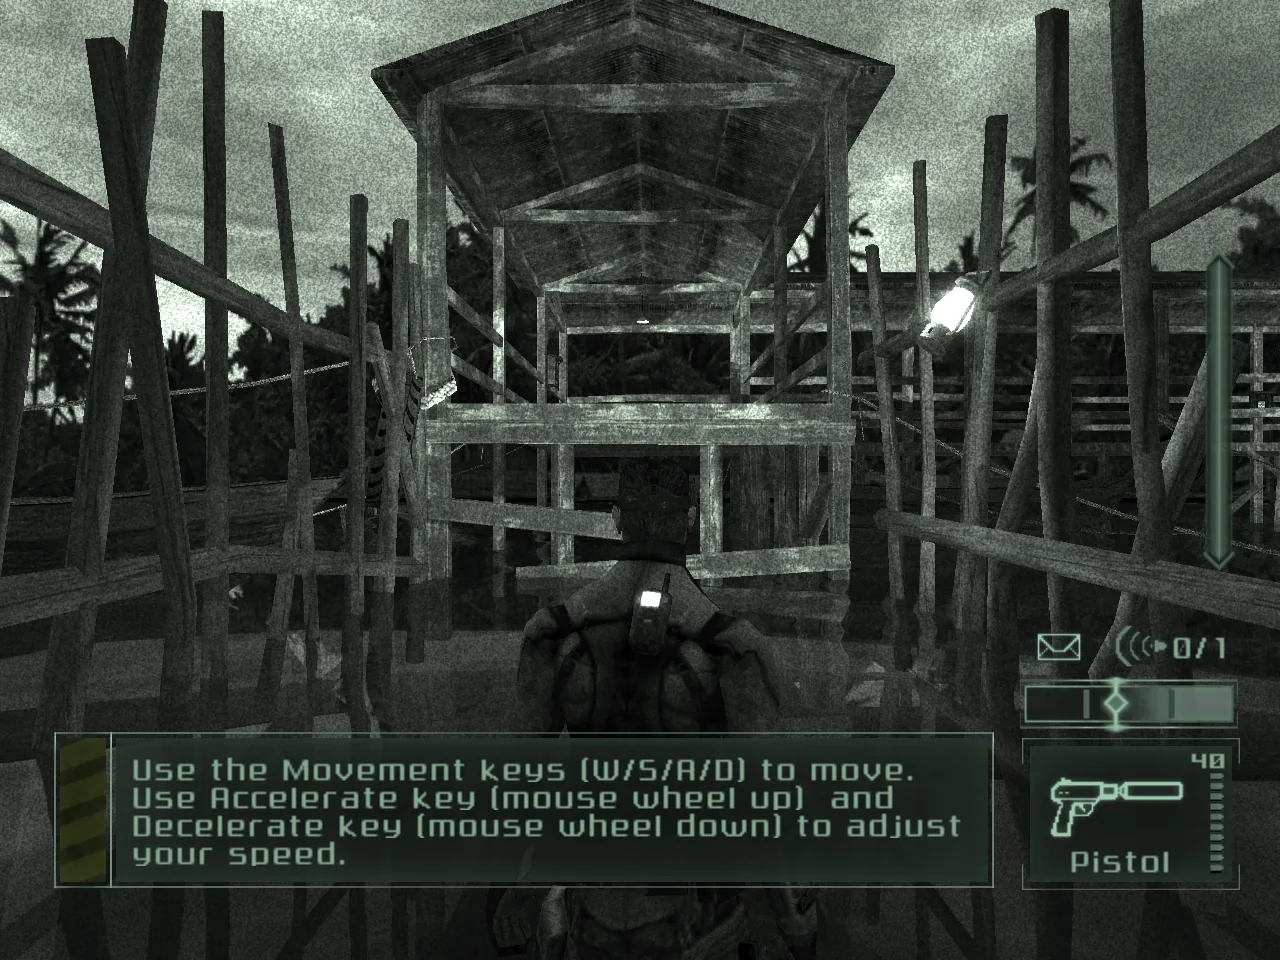 0/1
40
Use the Movement keys (W/S/A/D) to move.
Use Accelerate key (mouse wheel up)  and
Decelerate key (mouse wheel down) to adjust
your speed.
Pistol